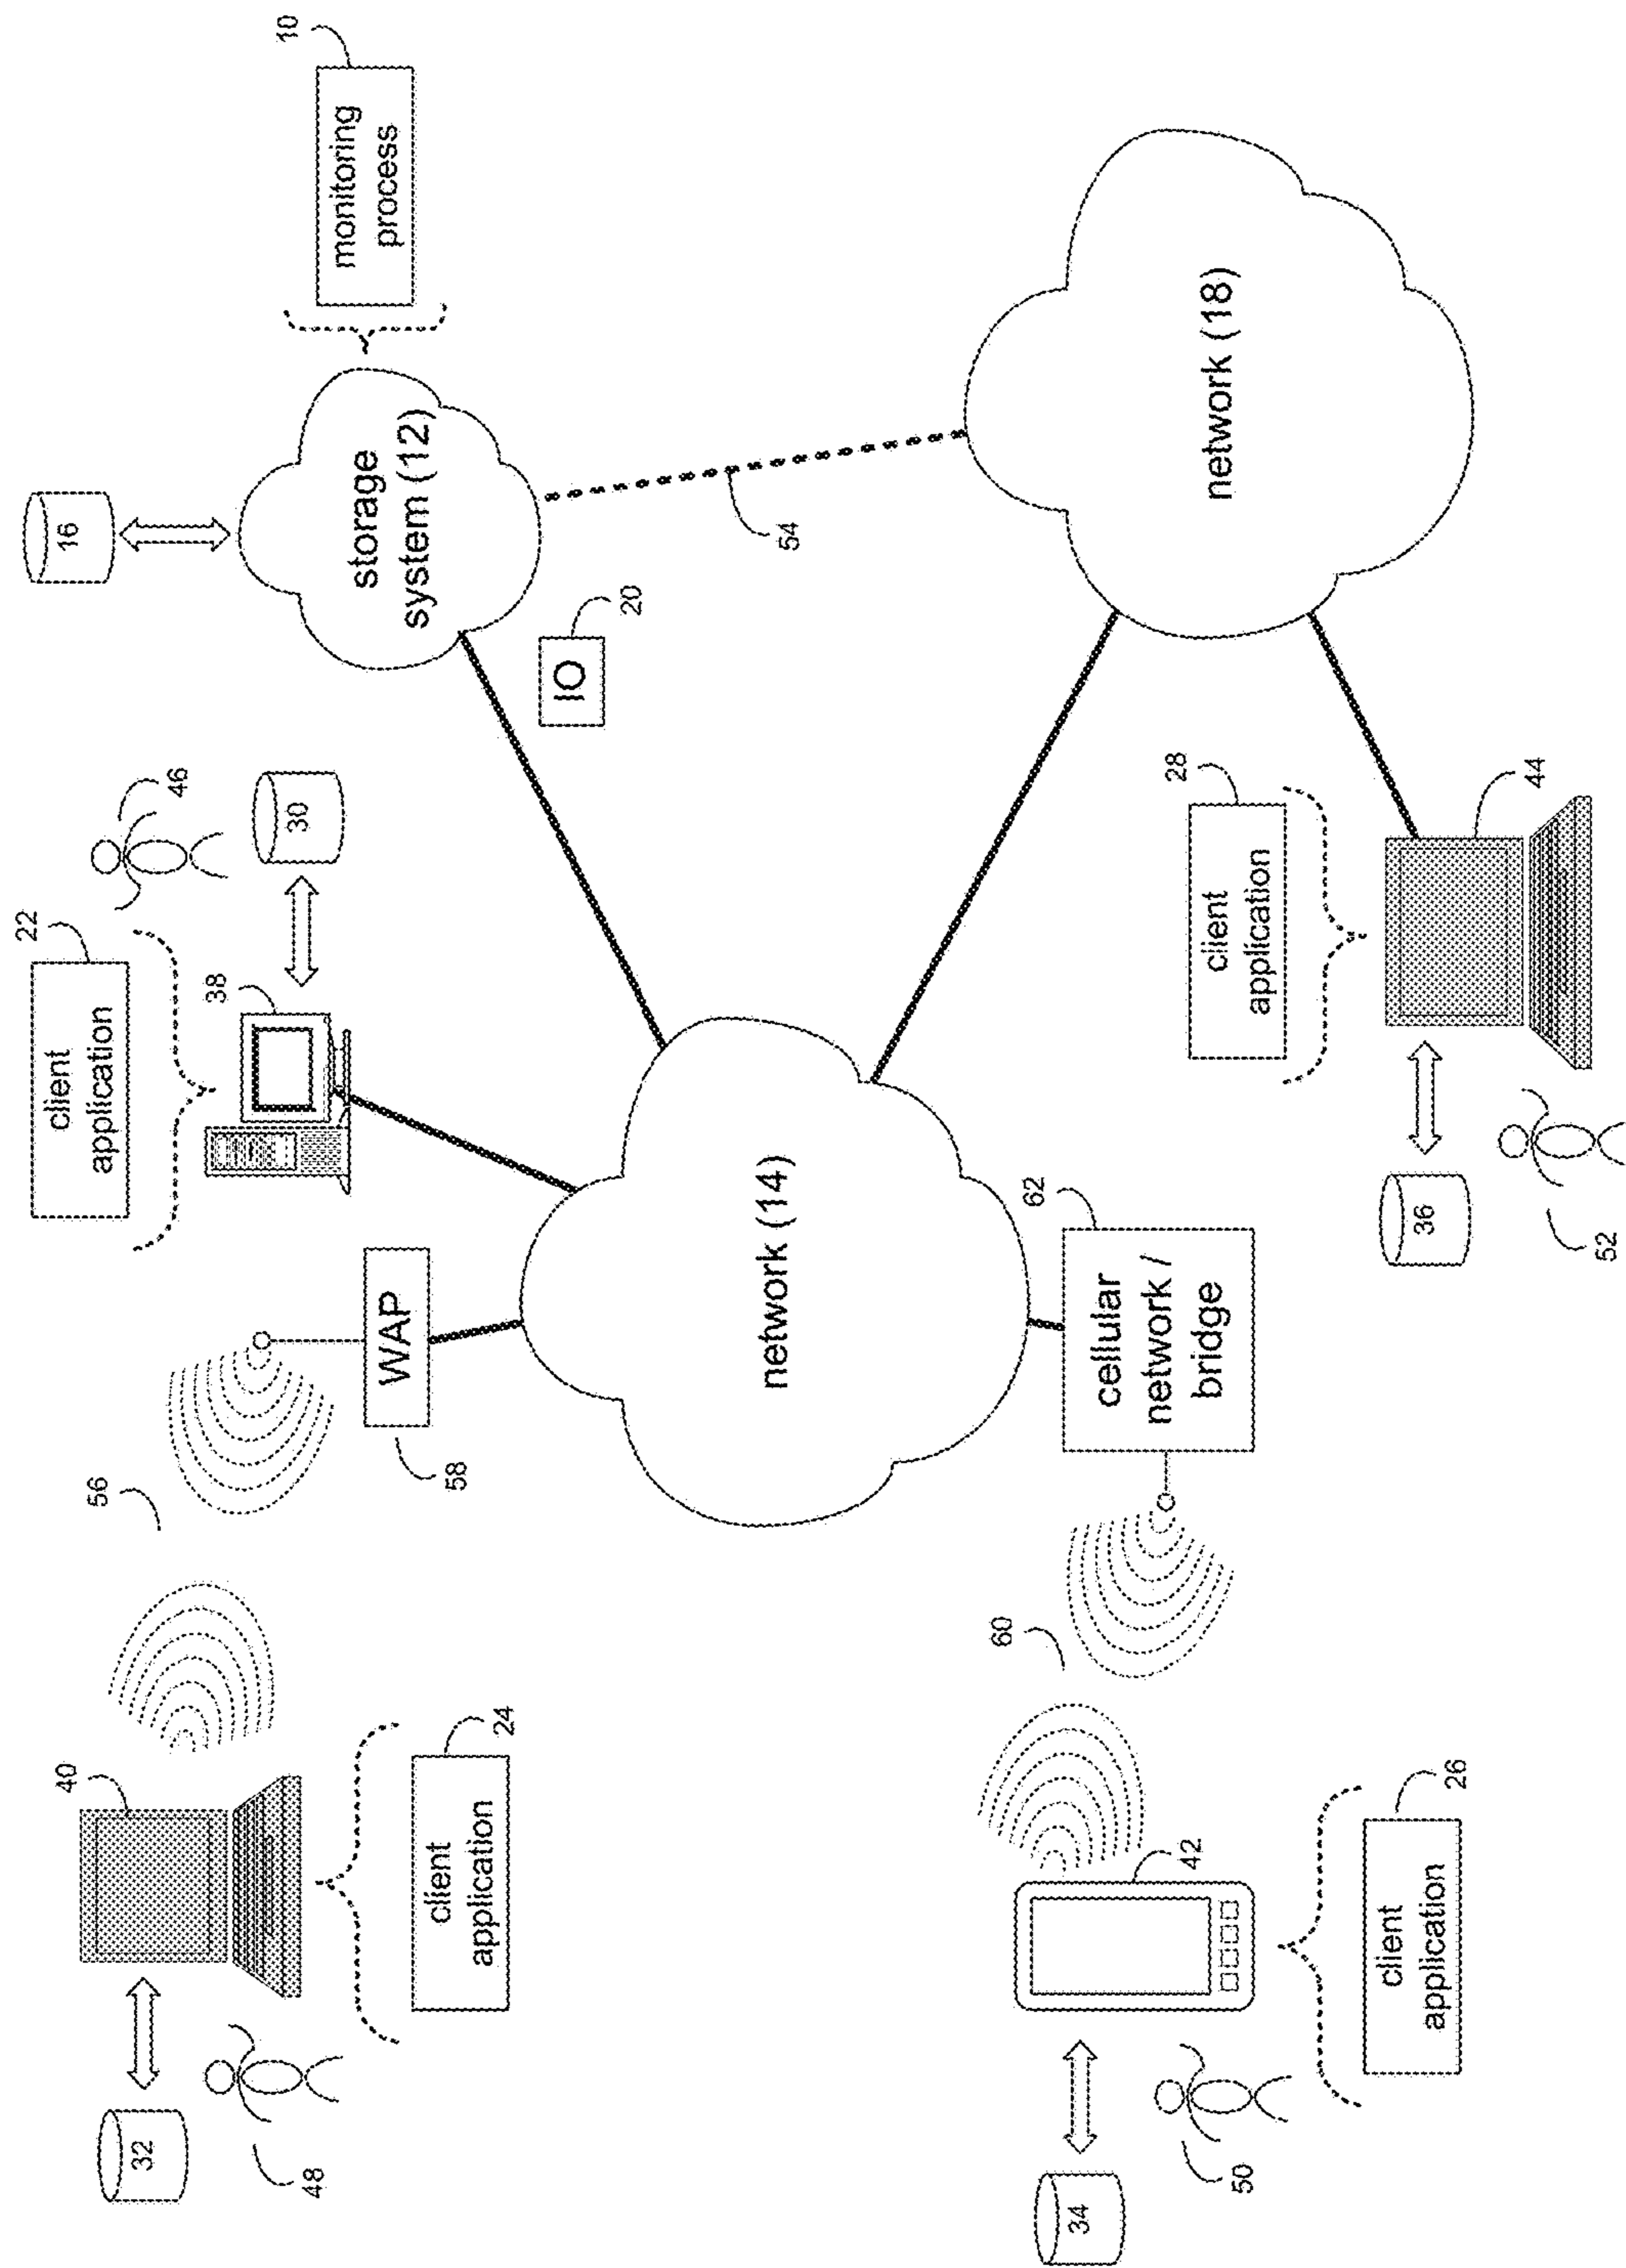 10
monitoring
process
16
storage
system (12)
54
network (18)
IO
20
46
30
22
client
application
38
28
client
application
44
36
52
network (14)
62
cellular
network /
bridge
WAP
58
56
60
40
24
client
application
32
48
42
26
client
application
34
50